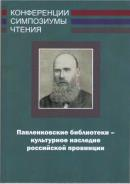 КОНФЕРЕНЦИИ
СИМПОЗИУМЫ
ЧТЕНИЯ
Павленковские библиотеки –
культурное наследие
российской провинции